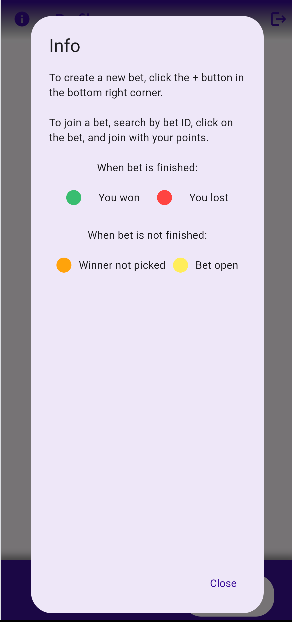 Info
To create a new bet, click the + button in
the bottom right corner.
To join a bet, search by bet ID, click on
the bet, and join with your points.
When bet is finished:
You won You lost
When bet is not finished:
Winner not picked Bet open
Close